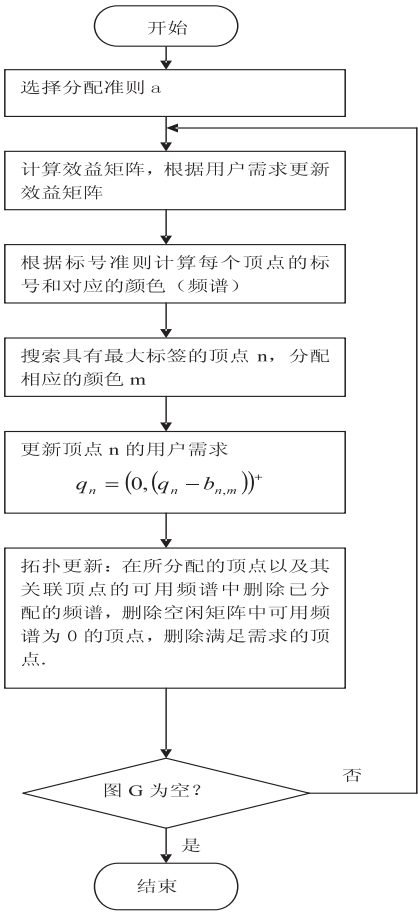 开始
选择分配准则 a
计算效益矩阵，根据用户需求更新
效益矩阵
根据标号准则计算每个顶点的标
号和对应的颜色（频谱）
搜索具有最大标签的顶点 n，分配
相应的颜色 m
更新顶点 n 的用户需求
q_n = (0, (q_n − b_{n,m}))^+
拓扑更新：在所分配的顶点以及其
关联顶点的可用频谱中删除已分
配的频谱，删除空闲矩阵中可用频
谱为 0 的顶点，删除满足需求的顶
点.
图 G 为空？
否
是
结束